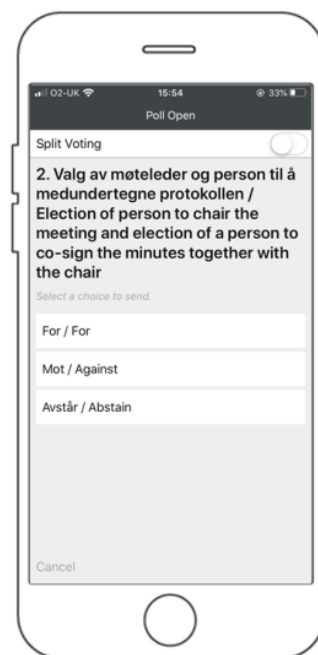 O2-UK 15:54 33%
Poll Open
Split Voting
2. Valg av møteleder og person til å
medundertegne protokollen /
Election of person to chair the
meeting and election of a person to
co-sign the minutes together with
the chair
Select a choice to send.
For / For
Mot / Against
Avstår / Abstain
Cancel